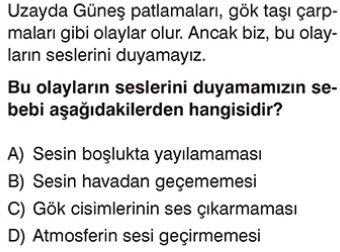 Uzayda Güneş patlamaları, gök taşı çarp-
maları gibi olaylar olur. Ancak biz, bu olay-
ların seslerini duyamayız.
Bu olayların seslerini duyamamızın se-
bebi aşağıdakilerden hangisidir?
A) Sesin boşlukta yayılamaması
B) Sesin havadan geçememesi
C) Gök cisimlerinin ses çıkarmaması
D) Atmosferin sesi geçirmemesi